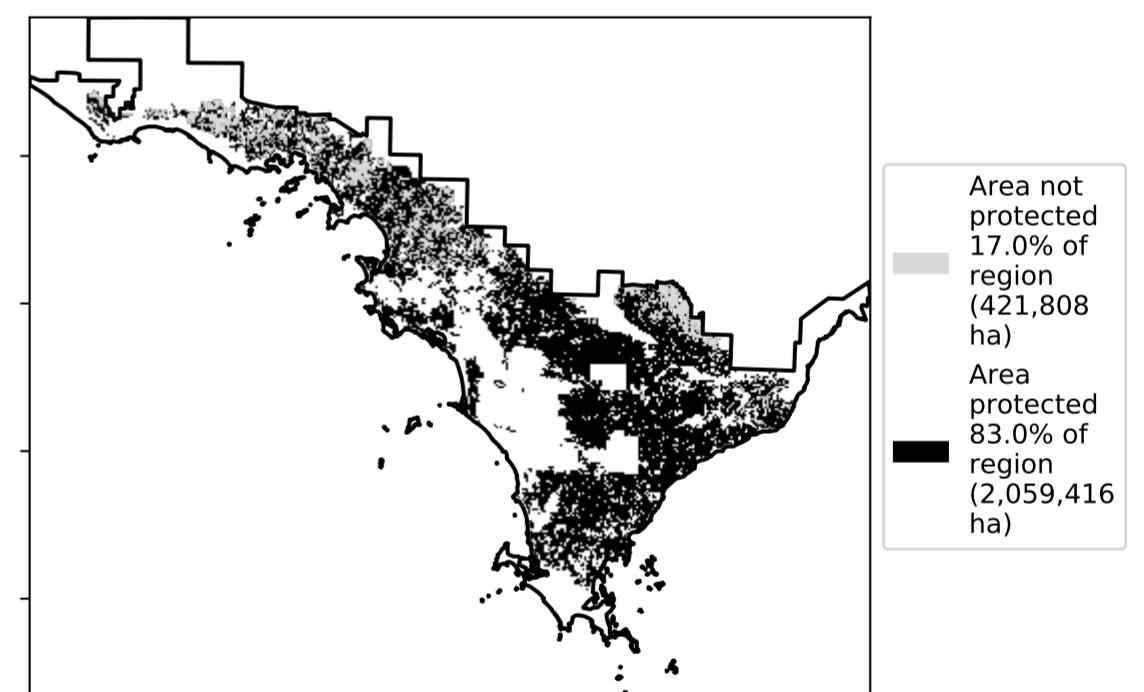 Area not
protected
17.0% of
region
(421,808
ha)
Area
protected
83.0% of
region
(2,059,416
ha)